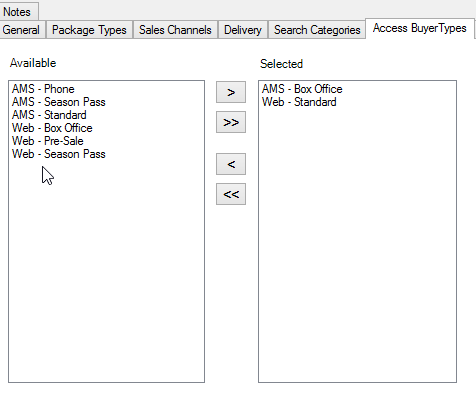 Notes
General Package Types Sales Channels Delivery Search Categories Access BuyerTypes
Available
Selected
AMS - Phone
AMS - Season Pass
AMS - Standard
Web - Box Office
Web - Pre-Sale
Web - Season Pass
>
>>
<
<<
AMS - Box Office
Web - Standard